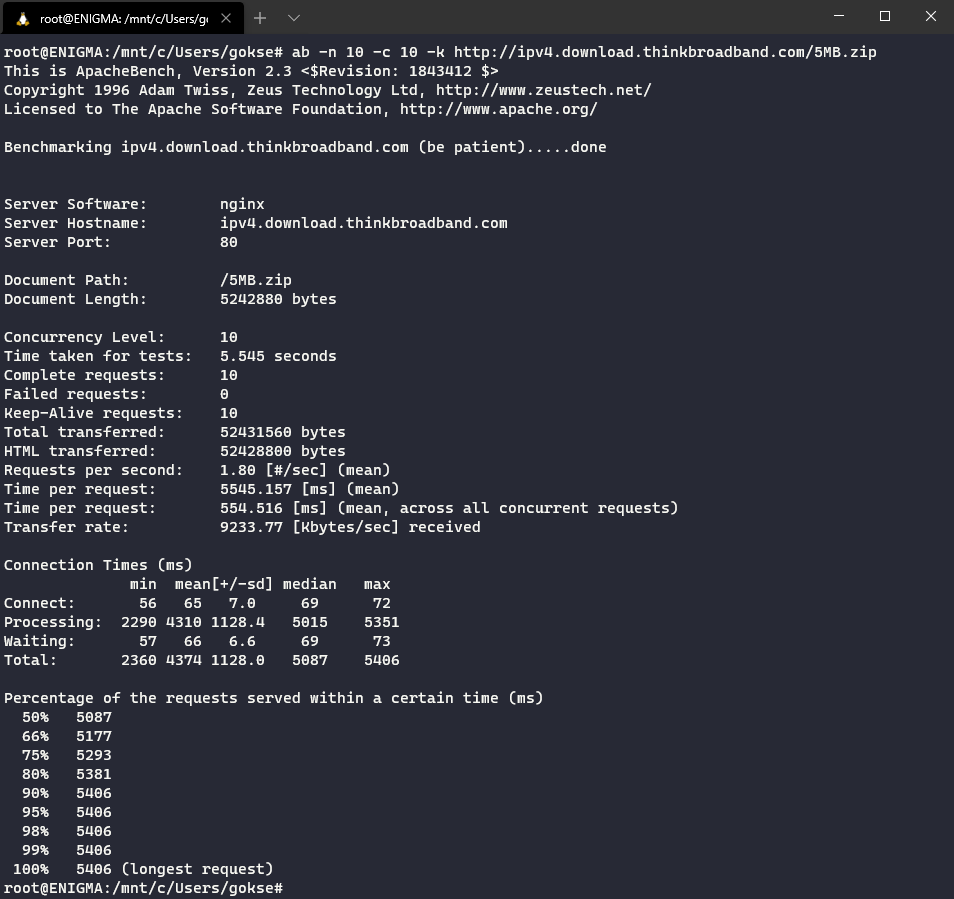 root@ENIGMA: /mnt/c/Users/go
root@ENIGMA:/mnt/c/Users/gokse# ab -n 10 -c 10 -k http://ipv4.download.thinkbroadband.com/5MB.zip
This is ApacheBench, Version 2.3 <$Revision: 1843412 $>
Copyright 1996 Adam Twiss, Zeus Technology Ltd, http://www.zeustech.net/
Licensed to The Apache Software Foundation, http://www.apache.org/

Benchmarking ipv4.download.thinkbroadband.com (be patient).....done


Server Software:        nginx
Server Hostname:        ipv4.download.thinkbroadband.com
Server Port:            80

Document Path:          /5MB.zip
Document Length:        5242880 bytes

Concurrency Level:      10
Time taken for tests:   5.545 seconds
Complete requests:      10
Failed requests:        0
Keep-Alive requests:    10
Total transferred:      52431560 bytes
HTML transferred:       52428800 bytes
Requests per second:    1.80 [#/sec] (mean)
Time per request:       5545.157 [ms] (mean)
Time per request:       554.516 [ms] (mean, across all concurrent requests)
Transfer rate:          9233.77 [Kbytes/sec] received

Connection Times (ms)
              min  mean[+/-sd] median   max
Connect:       56   65   7.0     69      72
Processing:  2290 4310 1128.4   5015    5351
Waiting:       57   66   6.6     69      73
Total:       2360 4374 1128.0   5087    5406

Percentage of the requests served within a certain time (ms)
  50%   5087
  66%   5177
  75%   5293
  80%   5381
  90%   5406
  95%   5406
  98%   5406
  99%   5406
 100%   5406 (longest request)
root@ENIGMA:/mnt/c/Users/gokse#